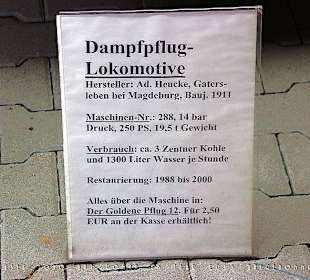 Dampfpflug-
Lokomotive
Hersteller: Ad. Heucke, Gaters-
leben bei Magdeburg, Bauj. 1911
Maschinen-Nr.: 288, 14 bar
Druck, 250 PS, 19,5 t Gewicht
Verbrauch: ca. 3 Zentner Kohle
und 1300 Liter Wasser je Stunde
Restaurierung: 1988 bis 2000
Alles über die Maschine in:
Der Goldene Pflug 12. Für 2,50
EUR an der Kasse erhältlich!